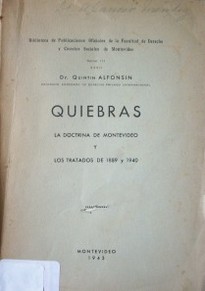 Biblioteca de Publicaciones Oficiales de la Facultad de Derecho
y Ciencias Sociales de Montevideo
Dr. Quintín ALFONSIN
QUIEBRAS
LA DOCTRINA DE MONTEVIDEO
Y
LOS TRATADOS DE 1889 y 1940
MONTEVIDEO
1943